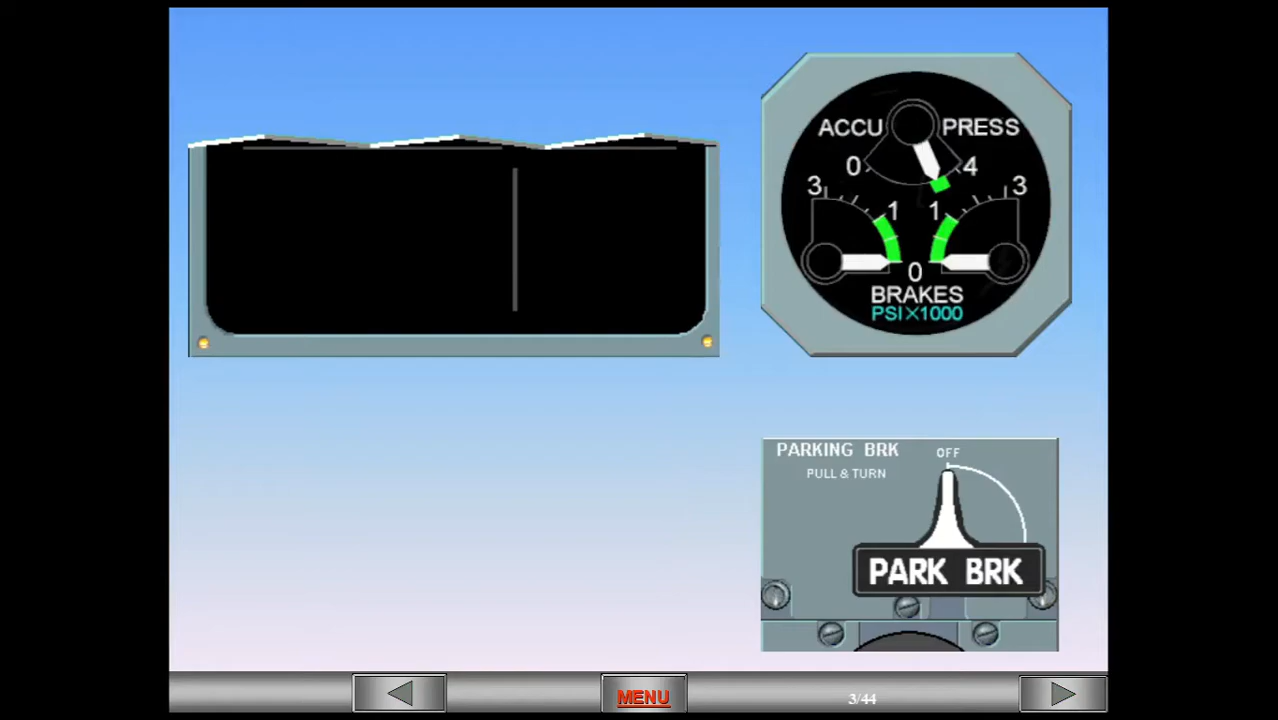 ACCU PRESS
0 4
3 3
1 1
0
BRAKES
PSI×1000
PARKING BRK
OFF
PULL & TURN
PARK BRK
MENU
3/44